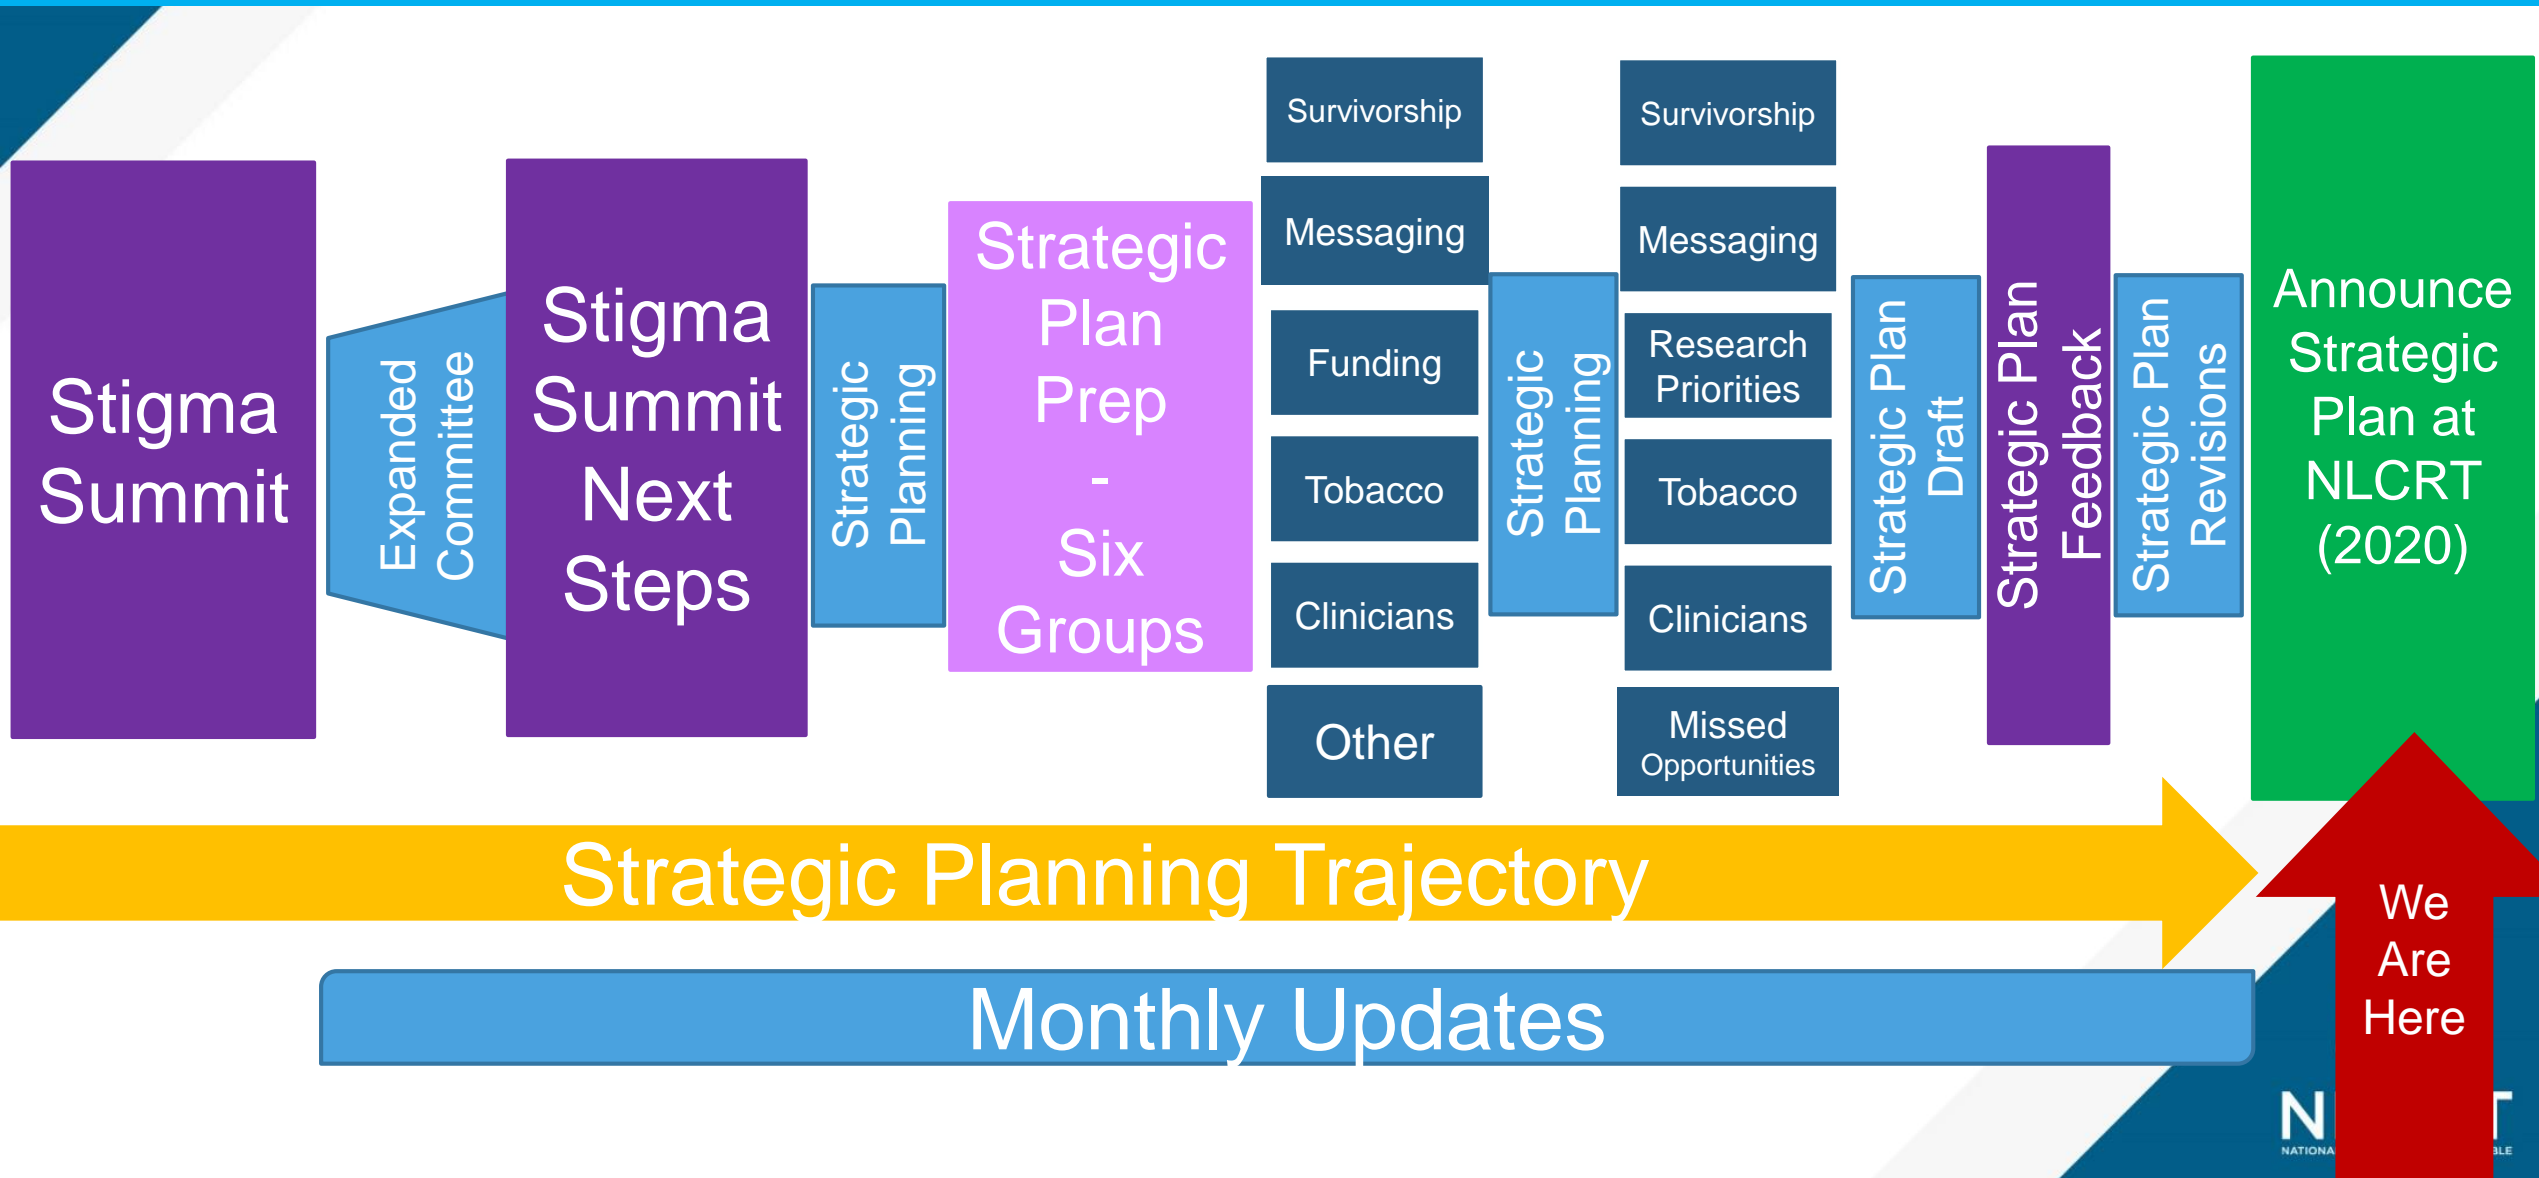 Stigma
Summit
Expanded
Committee
Stigma
Summit
Next
Steps
Strategic
Planning
Strategic
Plan
Prep
-
Six
Groups
Survivorship
Messaging
Funding
Tobacco
Clinicians
Other
Strategic
Planning
Survivorship
Messaging
Research
Priorities
Tobacco
Clinicians
Missed
Opportunities
Strategic Plan
Draft
Strategic Plan
Feedback
Strategic Plan
Revisions
Announce
Strategic
Plan at
NLCRT
(2020)
Strategic Planning Trajectory
Monthly Updates
We
Are
Here